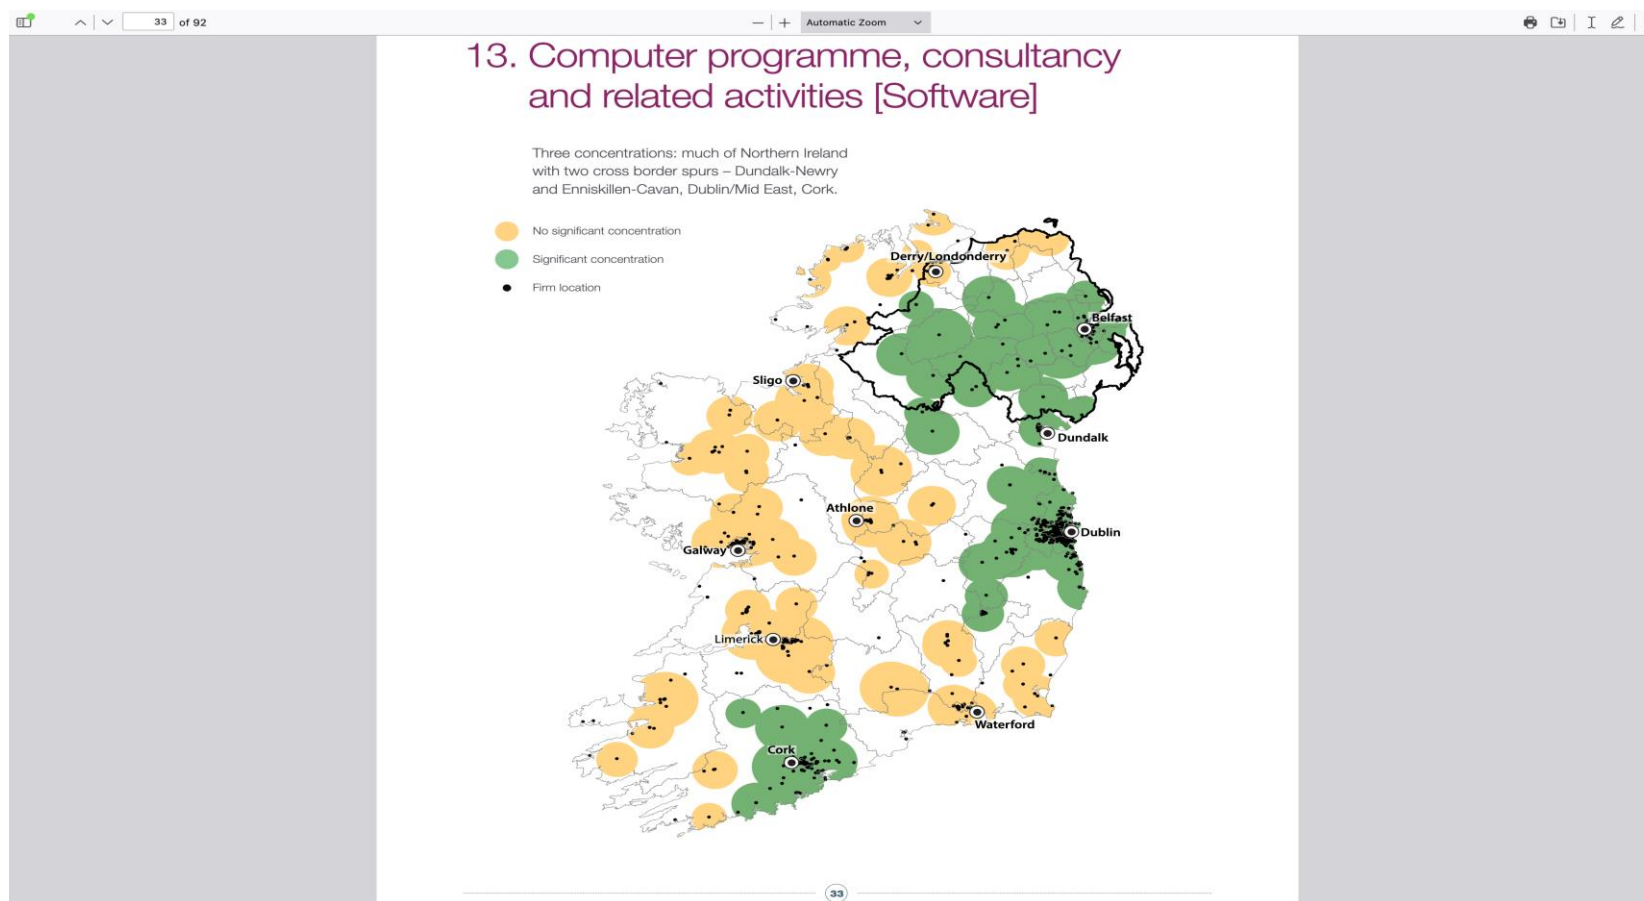 33 of 92
Automatic Zoom
13. Computer programme, consultancy
and related activities [Software]
Three concentrations: much of Northern Ireland
with two cross border spurs – Dundalk-Newry
and Enniskillen-Cavan, Dublin/Mid East, Cork.
No significant concentration
Significant concentration
Firm location
Derry/Londonderry
Belfast
Sligo
Dundalk
Athlone
Dublin
Galway
Limerick
Waterford
Cork
33